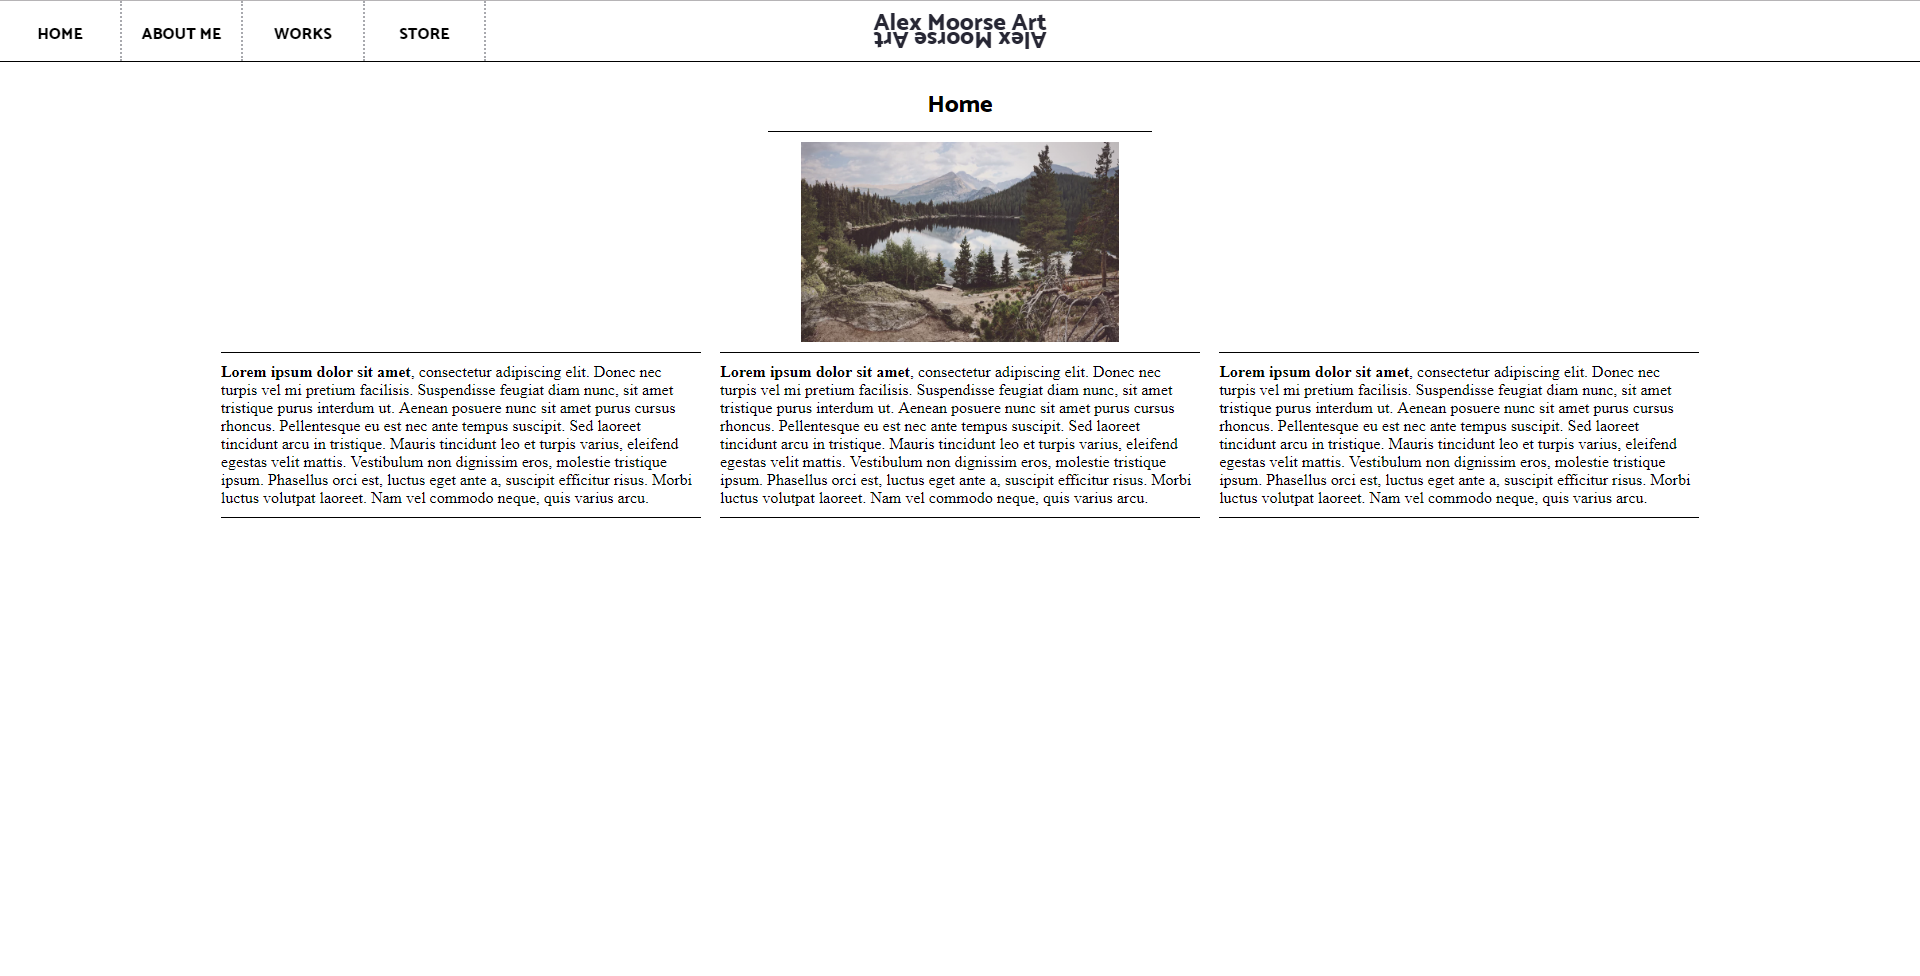 HOME
ABOUT ME
WORKS
STORE
Alex Moorse Art
Alex Moorse Art
Home
Lorem ipsum dolor sit amet, consectetur adipiscing elit. Donec nec
turpis vel mi pretium facilisis. Suspendisse feugiat diam nunc, sit amet
tristique purus interdum ut. Aenean posuere nunc sit amet purus cursus
rhoncus. Pellentesque eu est nec ante tempus suscipit. Sed laoreet
tincidunt arcu in tristique. Mauris tincidunt leo et turpis varius, eleifend
egestas velit mattis. Vestibulum non dignissim eros, molestie tristique
ipsum. Phasellus orci est, luctus eget ante a, suscipit efficitur risus. Morbi
luctus volutpat laoreet. Nam vel commodo neque, quis varius arcu.
Lorem ipsum dolor sit amet, consectetur adipiscing elit. Donec nec
turpis vel mi pretium facilisis. Suspendisse feugiat diam nunc, sit amet
tristique purus interdum ut. Aenean posuere nunc sit amet purus cursus
rhoncus. Pellentesque eu est nec ante tempus suscipit. Sed laoreet
tincidunt arcu in tristique. Mauris tincidunt leo et turpis varius, eleifend
egestas velit mattis. Vestibulum non dignissim eros, molestie tristique
ipsum. Phasellus orci est, luctus eget ante a, suscipit efficitur risus. Morbi
luctus volutpat laoreet. Nam vel commodo neque, quis varius arcu.
Lorem ipsum dolor sit amet, consectetur adipiscing elit. Donec nec
turpis vel mi pretium facilisis. Suspendisse feugiat diam nunc, sit amet
tristique purus interdum ut. Aenean posuere nunc sit amet purus cursus
rhoncus. Pellentesque eu est nec ante tempus suscipit. Sed laoreet
tincidunt arcu in tristique. Mauris tincidunt leo et turpis varius, eleifend
egestas velit mattis. Vestibulum non dignissim eros, molestie tristique
ipsum. Phasellus orci est, luctus eget ante a, suscipit efficitur risus. Morbi
luctus volutpat laoreet. Nam vel commodo neque, quis varius arcu.